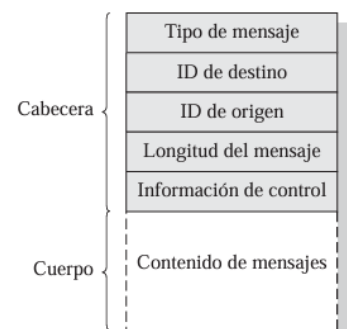 Tipo de mensaje
ID de destino
Cabecera
ID de origen
Longitud del mensaje
Información de control
Cuerpo
Contenido de mensajes